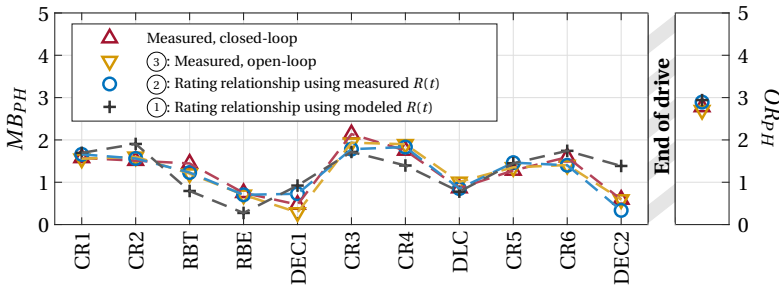 5
4
3
2
1
0
MB_PH
Measured, closed-loop
③: Measured, open-loop
②: Rating relationship using measured R(t)
①: Rating relationship using modeled R(t)
CR1
CR2
RBT
RBE
DEC1
CR3
CR4
DLC
CR5
CR6
DEC2
End of drive
5
4
3
2
1
0
OR_PH